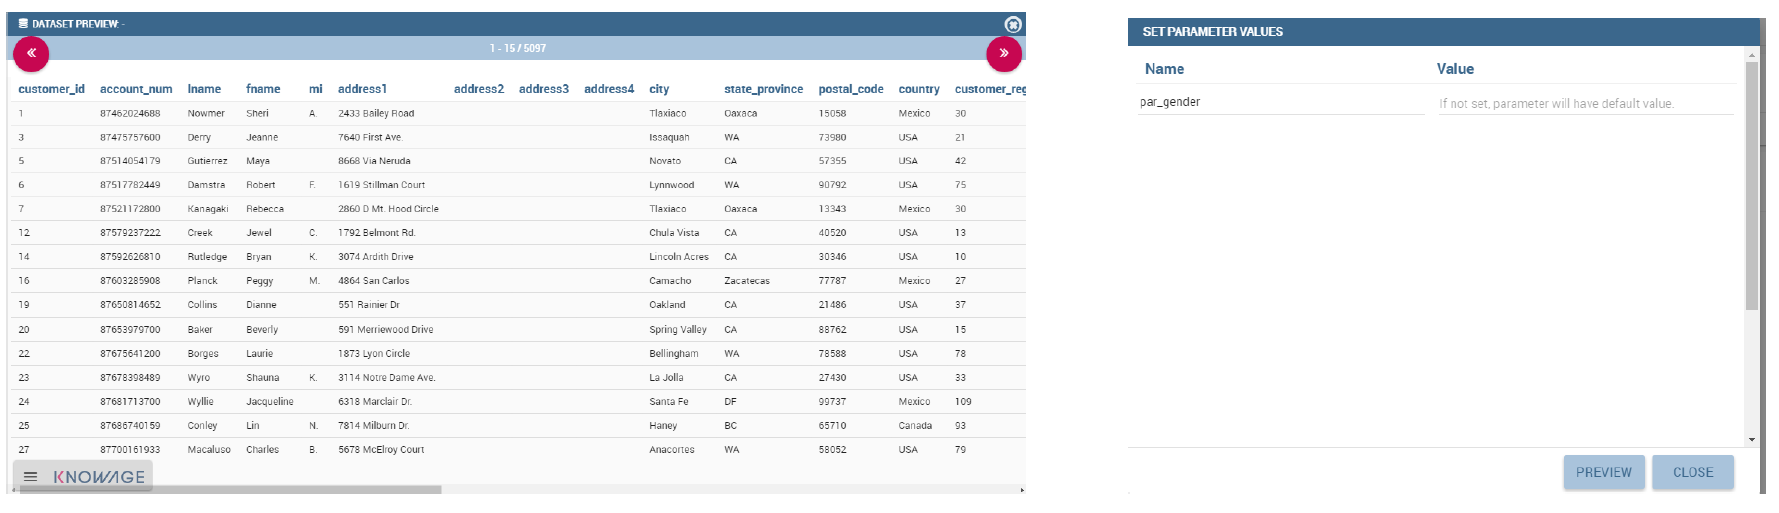 DATASET PREVIEW: -
1 - 15 / 5097
customer_id account_num lname fname mi address1 address2 address3 address4 city state_province postal_code country customer_reg
1 87462024688 Nowmer Sheri A. 2433 Bailey Road Tlaxiaco Oaxaca 15058 Mexico 30
3 87475757600 Derry Jeanne 7640 First Ave. Issaquah WA 73980 USA 21
5 87514054179 Gutierrez Maya 8668 Via Neruda Novato CA 57355 USA 42
6 87517782449 Damstra Robert F. 1619 Stillman Court Lynnwood WA 90792 USA 75
7 87521172800 Kanagaki Rebecca 2860 D Mt. Hood Circle Tlaxiaco Oaxaca 13343 Mexico 30
12 87579237222 Creek Jewel C. 1792 Belmont Rd. Chula Vista CA 40520 USA 13
14 87592626810 Rutledge Bryan K. 3074 Ardith Drive Lincoln Acres CA 30346 USA 10
16 87603285908 Planck Peggy M. 4864 San Carlos Camacho Zacatecas 77787 Mexico 27
19 87650814652 Collins Dianne 551 Rainier Dr Oakland CA 21486 USA 37
20 87653979700 Baker Beverly 591 Merriewood Drive Spring Valley CA 88762 USA 15
22 87675641200 Borges Laurie 1873 Lyon Circle Bellingham WA 78588 USA 78
23 87678398489 Wyro Shauna K. 3114 Notre Dame Ave. La Jolla CA 27430 USA 33
24 87681713700 Wyllie Jacqueline 6318 Marclair Dr. Santa Fe DF 99737 Mexico 109
25 87686740159 Conley Lin N. 7814 Milburn Dr. Haney BC 65710 Canada 93
27 87700161933 Macaluso Charles B. 5678 McElroy Court Anacortes WA 58052 USA 79
KNOWAGE
SET PARAMETER VALUES
Name Value
par_gender If not set, parameter will have default value.
PREVIEW CLOSE